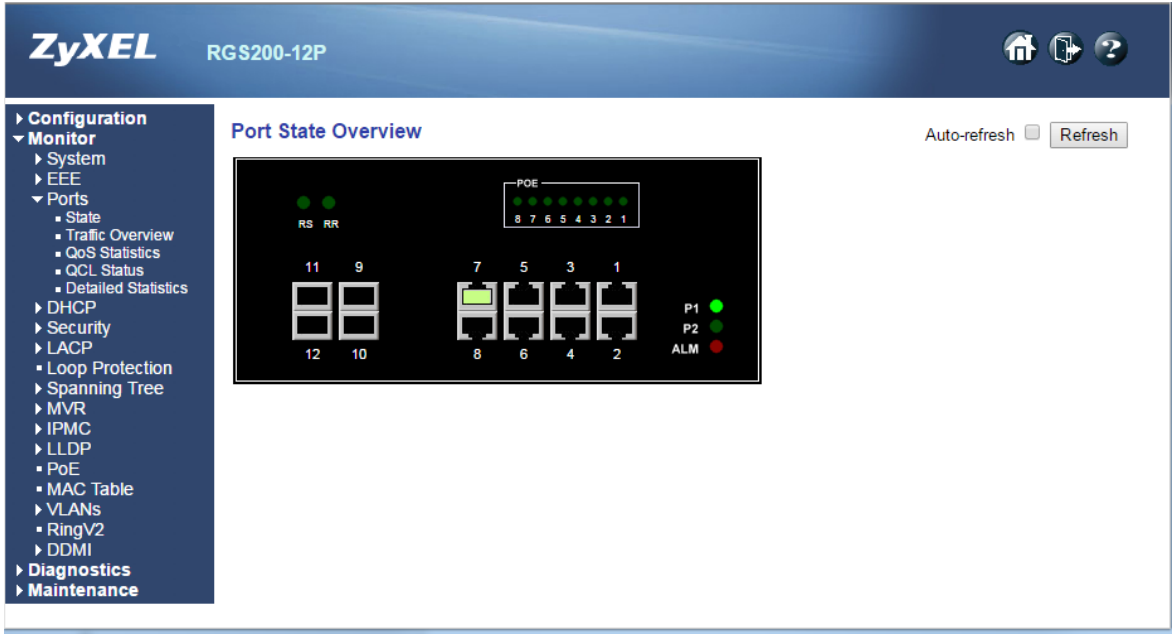 ZyXEL RGS200-12P
?
Configuration
Monitor
System
EEE
Ports
State
Traffic Overview
QoS Statistics
QCL Status
Detailed Statistics
DHCP
Security
LACP
Loop Protection
Spanning Tree
MVR
IPMC
LLDP
PoE
MAC Table
VLANs
RingV2
DDMI
Diagnostics
Maintenance
Port State Overview
Auto-refresh Refresh
POE
8 7 6 5 4 3 2 1
RS RR
11 9 7 5 3 1
P1
P2
ALM
12 10 8 6 4 2